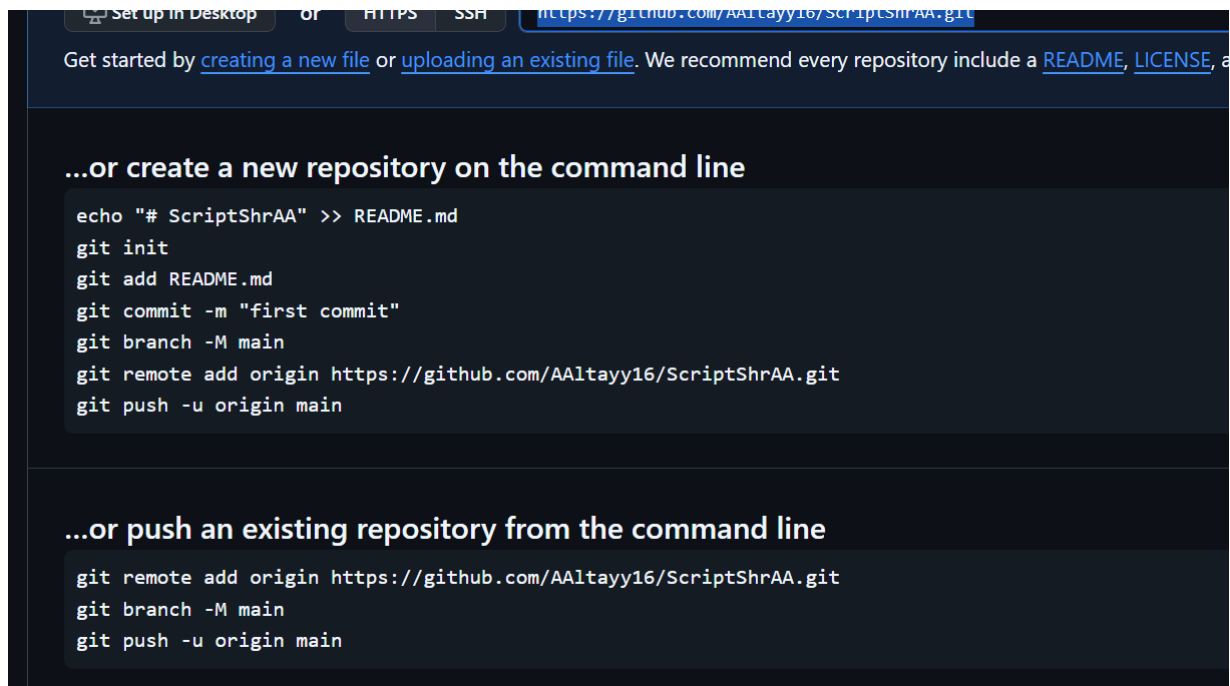 Set up in Desktop or HTTPS SSH https://github.com/AAltayy16/ScriptShrAA.git
Get started by creating a new file or uploading an existing file. We recommend every repository include a README, LICENSE, a
...or create a new repository on the command line
echo "# ScriptShrAA" >> README.md
git init
git add README.md
git commit -m "first commit"
git branch -M main
git remote add origin https://github.com/AAltayy16/ScriptShrAA.git
git push -u origin main
...or push an existing repository from the command line
git remote add origin https://github.com/AAltayy16/ScriptShrAA.git
git branch -M main
git push -u origin main